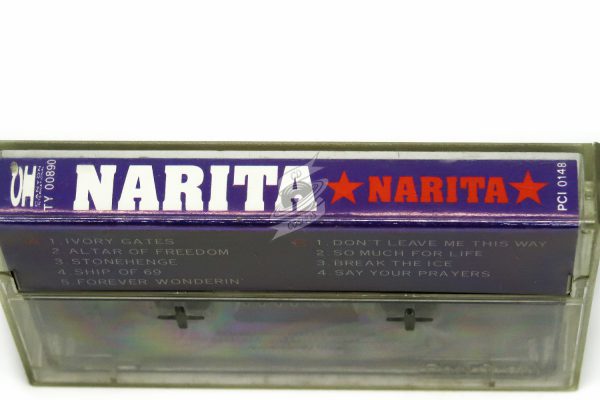 OH
TY 00890
NARITA
★ NARITA ★
PCI 0148
A 1. IVORY GATES
2. ALTAR OF FREEDOM
3. STONEHENGE
4. SHIP OF 69
5. FOREVER WONDERIN'
1. DON'T LEAVE ME THIS WAY
2. SO MUCH FOR LIFE
3. BREAK THE ICE
4. SAY YOUR PRAYERS